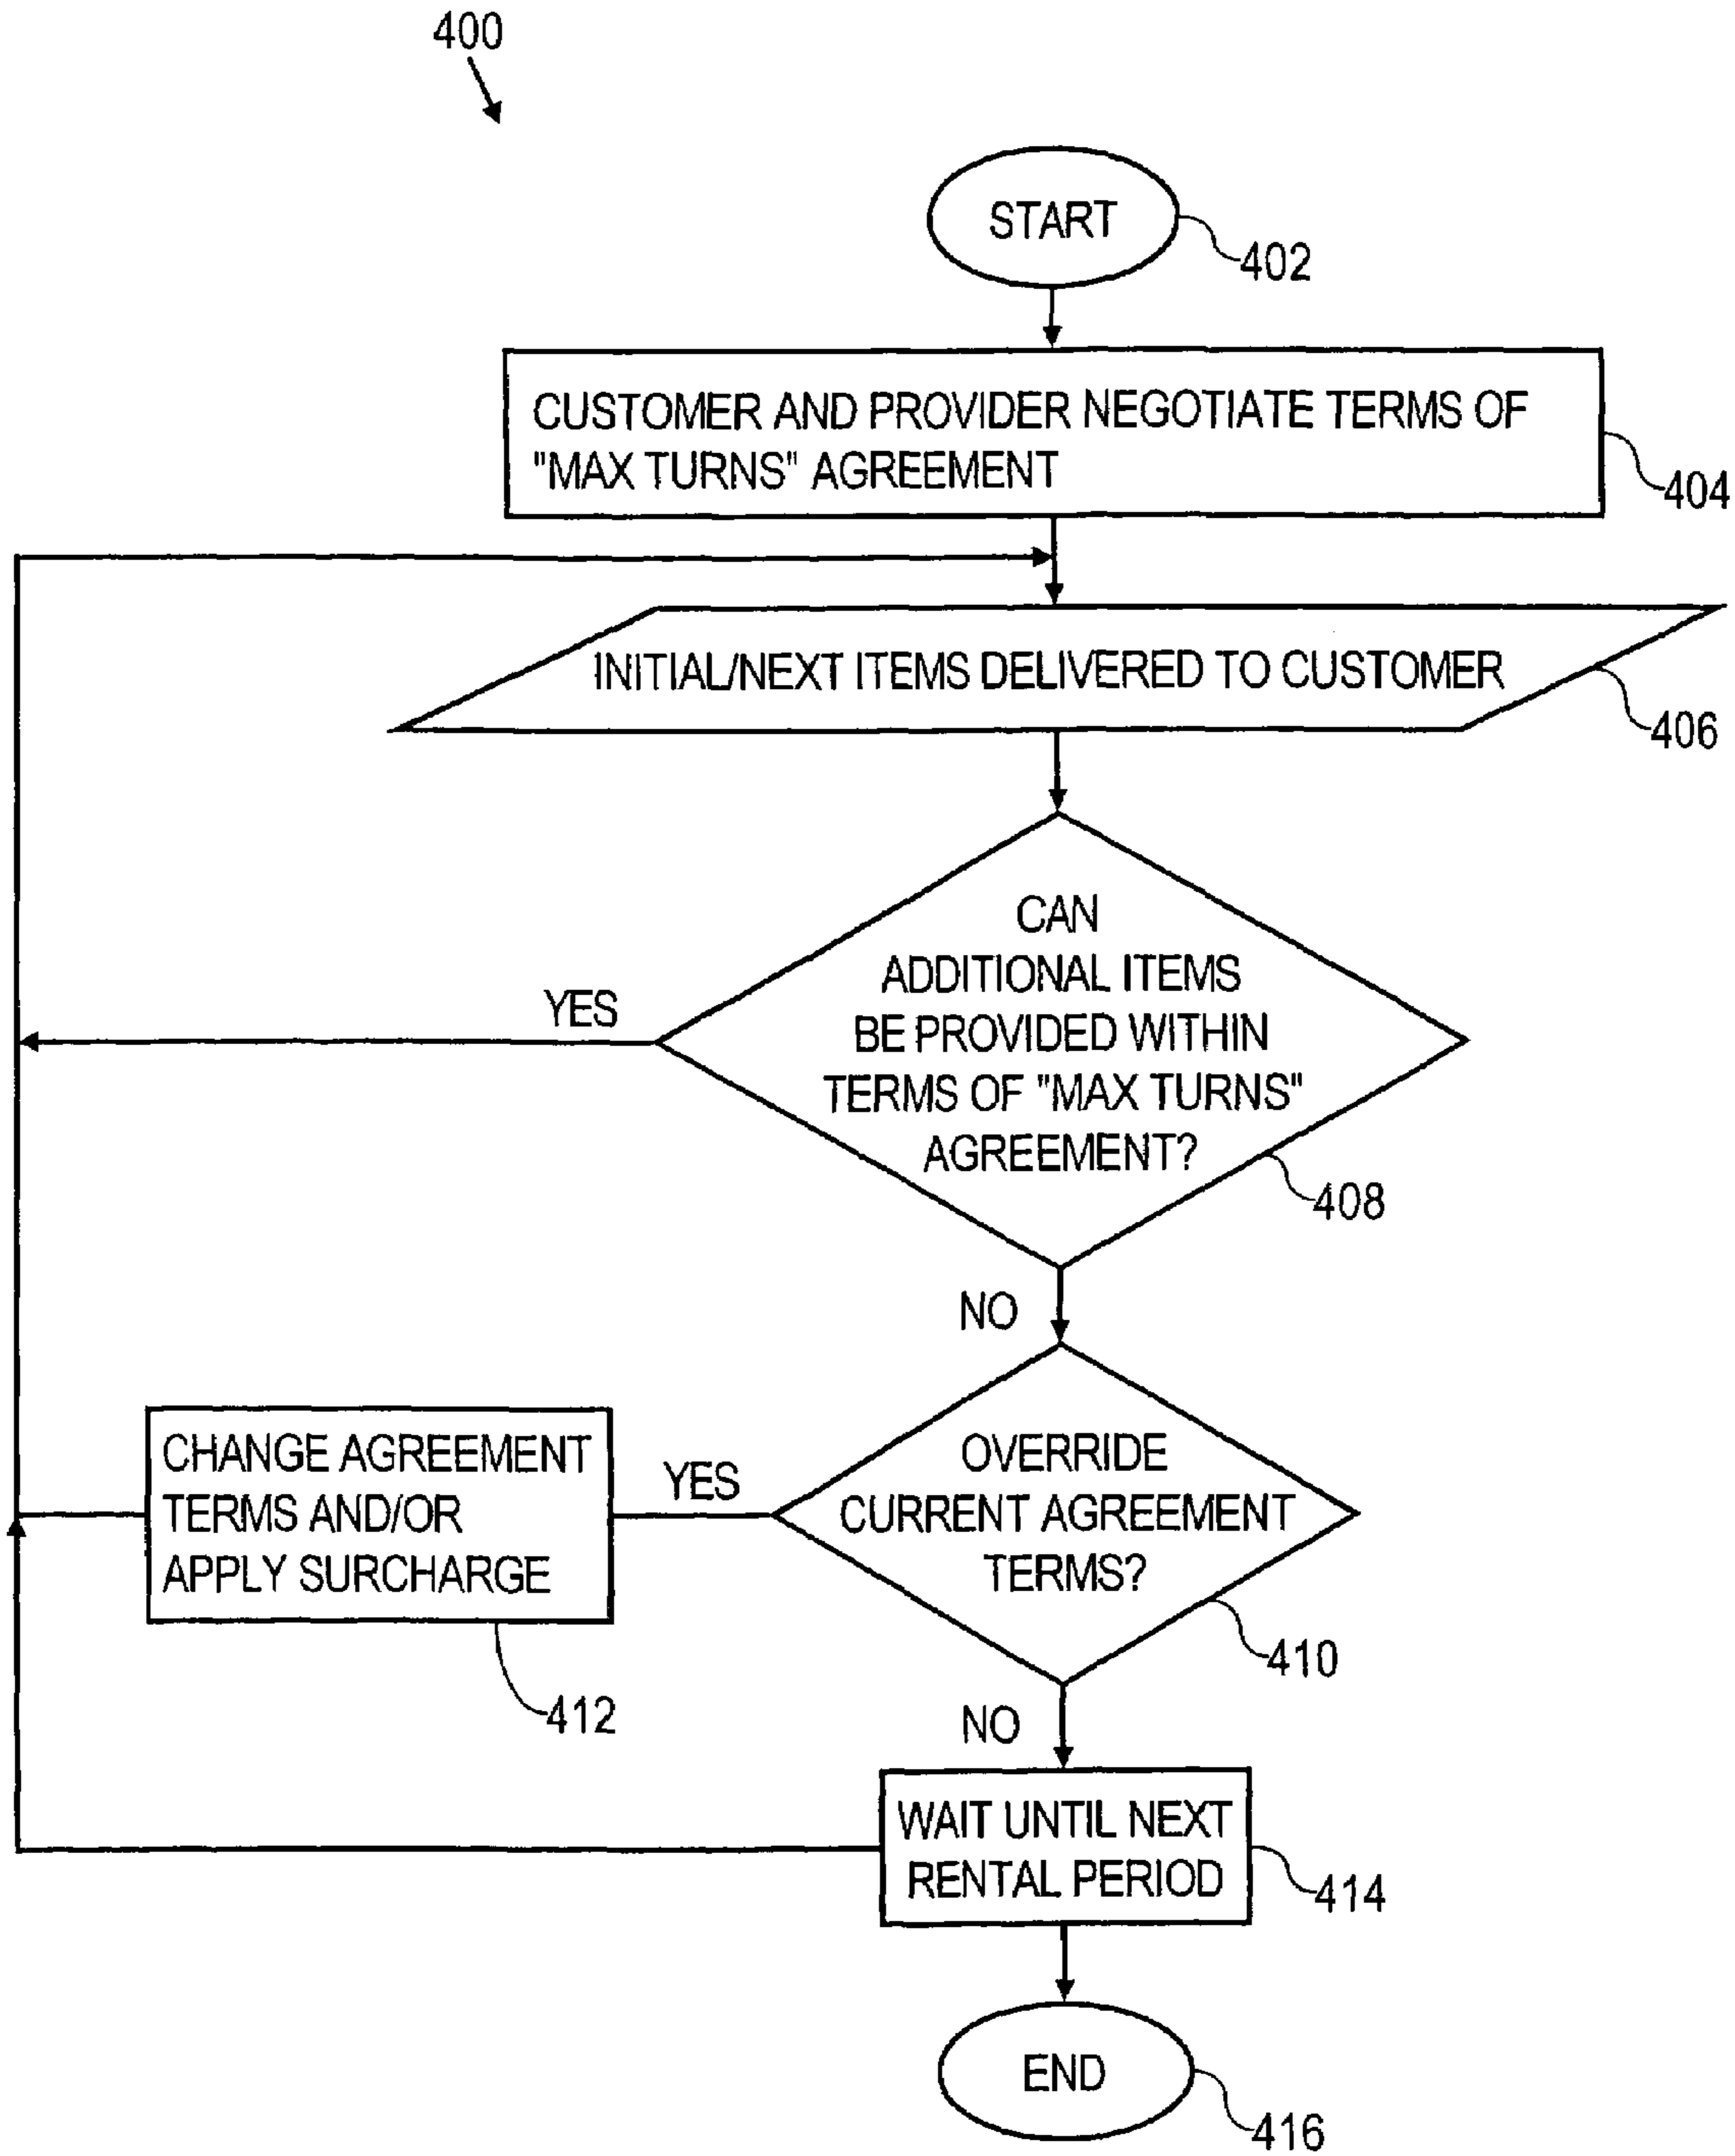 400
START
402
CUSTOMER AND PROVIDER NEGOTIATE TERMS OF
"MAX TURNS" AGREEMENT
404
INITIAL/NEXT ITEMS DELIVERED TO CUSTOMER
406
CAN
ADDITIONAL ITEMS
BE PROVIDED WITHIN
TERMS OF "MAX TURNS"
AGREEMENT?
YES
408
NO
OVERRIDE
CURRENT AGREEMENT
TERMS?
YES
410
CHANGE AGREEMENT
TERMS AND/OR
APPLY SURCHARGE
412
NO
WAIT UNTIL NEXT
RENTAL PERIOD
414
END
416